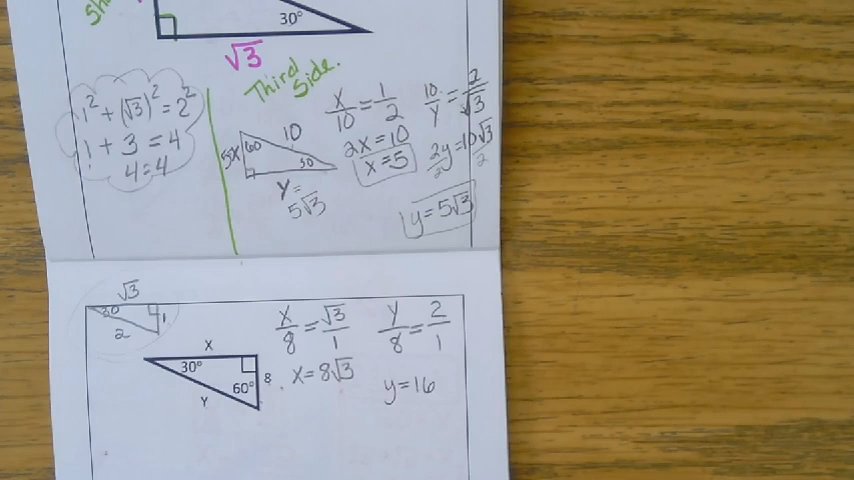 30°
√3
Third
Side.
1² + (√3)² = 2²
1 + 3 = 4
4 = 4
5 X
60
10
30
Y =
5√3
X/10 = 1/2
2X = 10
X = 5
10/Y = 2/√3
2y/2 = 10√3/2
y = 5√3
√3
30
1
2
X
30°
60°
8
Y
X/8 = √3/1
X = 8√3
Y/8 = 2/1
y = 16